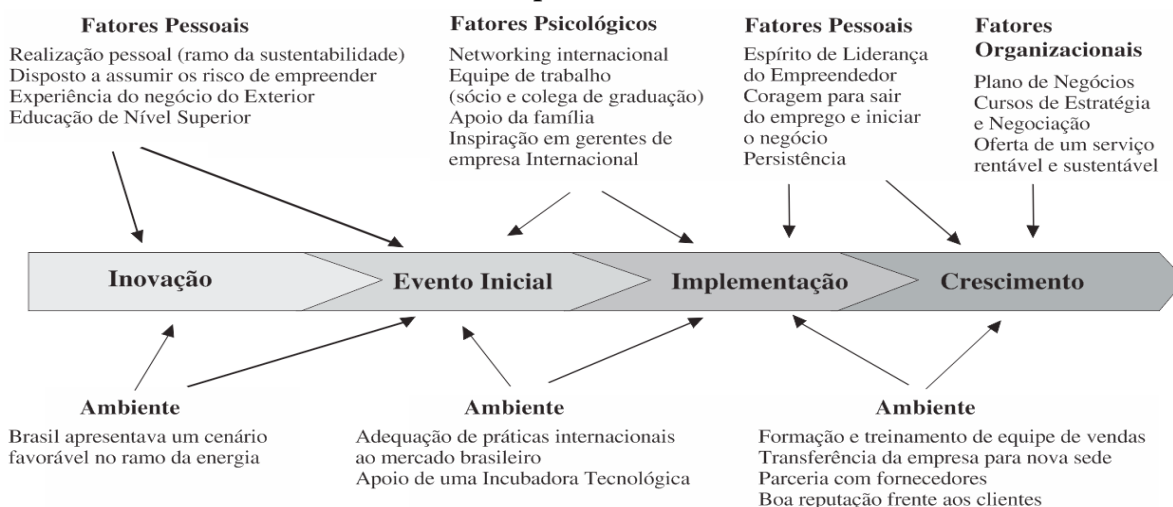 Fatores Pessoais
Realização pessoal (ramo da sustentabilidade)
Disposto a assumir os risco de empreender
Experiência do negócio do Exterior
Educação de Nível Superior
Fatores Psicológicos
Networking internacional
Equipe de trabalho
(sócio e colega de graduação)
Apoio da família
Inspiração em gerentes de
empresa Internacional
Fatores Pessoais
Espírito de Liderança
do Empreendedor
Coragem para sair
do emprego e iniciar
o negócio
Persistência
Fatores
Organizacionais
Plano de Negócios
Cursos de Estratégia
e Negociação
Oferta de um serviço
rentável e sustentável
Inovação
Evento Inicial
Implementação
Crescimento
Ambiente
Brasil apresentava um cenário
favorável no ramo da energia
Ambiente
Adequação de práticas internacionais
ao mercado brasileiro
Apoio de uma Incubadora Tecnológica
Ambiente
Formação e treinamento de equipe de vendas
Transferência da empresa para nova sede
Parceria com fornecedores
Boa reputação frente aos clientes